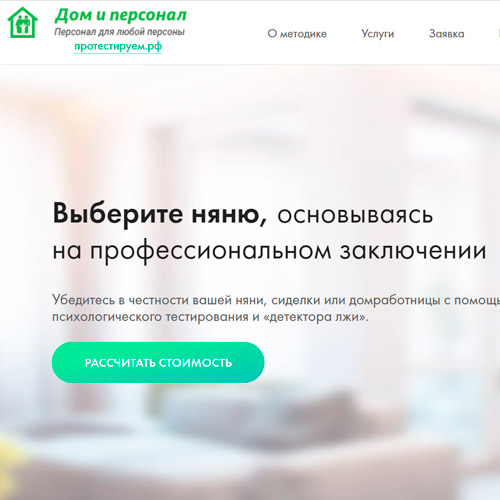 Дом и персонал
Персонал для любой персоны
протестируем.рф
О методике Услуги Заявка
Выберите няню, основываясь
на профессиональном заключении
Убедитесь в честности вашей няни, сиделки или домработницы с помощь
психологического тестирования и «детектора лжи».
РАССЧИТАТЬ СТОИМОСТЬ